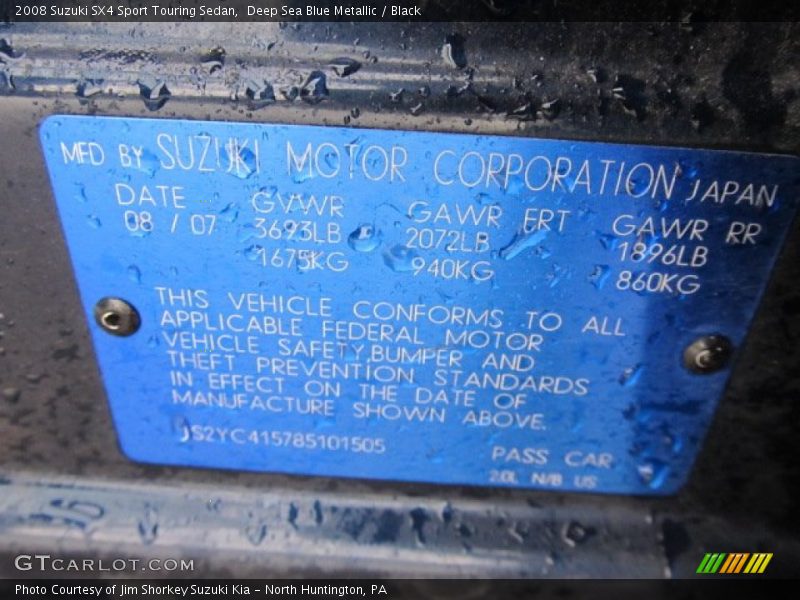 2008 Suzuki SX4 Sport Touring Sedan,  Deep Sea Blue Metallic / Black
MFD BY SUZUKI MOTOR CORPORATION JAPAN
DATE GVWR GAWR FRT GAWR RR
08 / 07 3693LB 2072LB 1896LB
1675KG 940KG 860KG
THIS VEHICLE CONFORMS TO ALL
APPLICABLE FEDERAL MOTOR
VEHICLE SAFETY,BUMPER AND
THEFT PREVENTION STANDARDS
IN EFFECT ON THE DATE OF
MANUFACTURE SHOWN ABOVE.
JS2YC415785101505
PASS CAR
2.0L N/B US
GTCARLOT.COM
Photo Courtesy of Jim Shorkey Suzuki Kia – North Huntington, PA